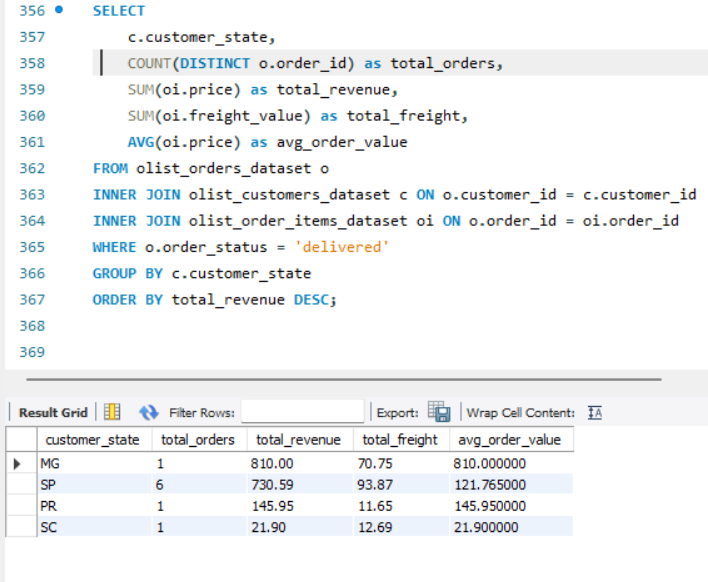 356 SELECT
357 c.customer_state,
358 COUNT(DISTINCT o.order_id) as total_orders,
359 SUM(oi.price) as total_revenue,
360 SUM(oi.freight_value) as total_freight,
361 AVG(oi.price) as avg_order_value
362 FROM olist_orders_dataset o
363 INNER JOIN olist_customers_dataset c ON o.customer_id = c.customer_id
364 INNER JOIN olist_order_items_dataset oi ON o.order_id = oi.order_id
365 WHERE o.order_status = 'delivered'
366 GROUP BY c.customer_state
367 ORDER BY total_revenue DESC;
368
369
Result Grid Filter Rows: Export: Wrap Cell Content: IA
customer_state total_orders total_revenue total_freight avg_order_value
MG 1 810.00 70.75 810.000000
SP 6 730.59 93.87 121.765000
PR 1 145.95 11.65 145.950000
SC 1 21.90 12.69 21.900000